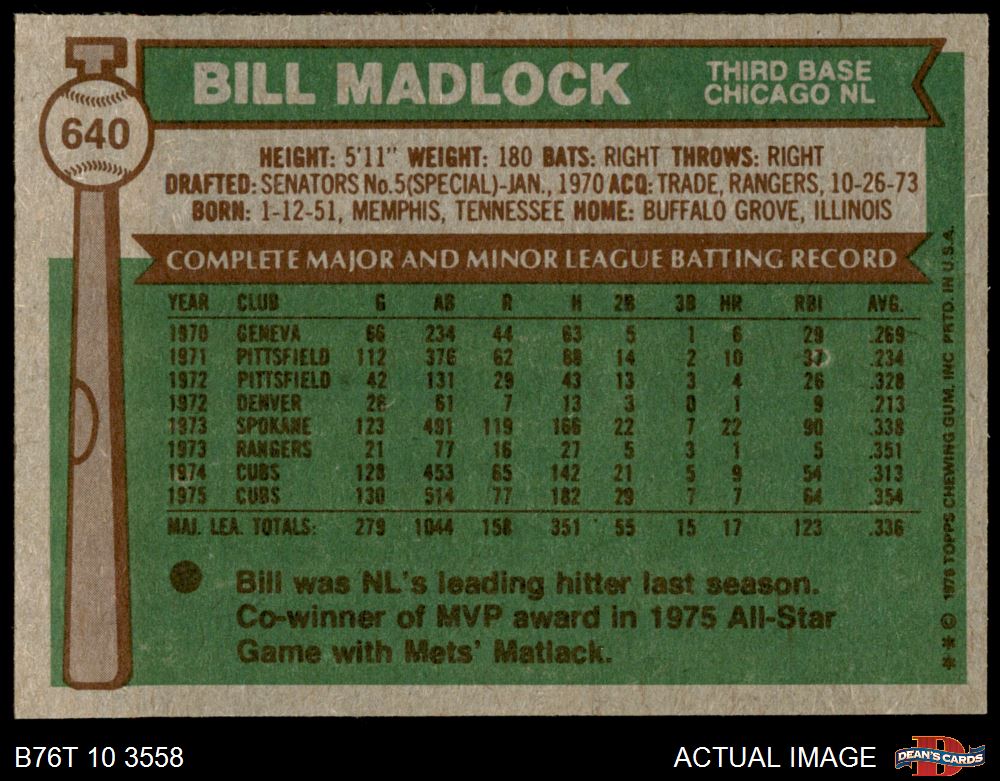 BILL MADLOCK
THIRD BASE
CHICAGO NL
640
HEIGHT: 5'11" WEIGHT: 180 BATS: RIGHT THROWS: RIGHT
DRAFTED: SENATORS No.5(SPECIAL)-JAN., 1970 ACQ: TRADE, RANGERS, 10-26-73
BORN: 1-12-51, MEMPHIS, TENNESSEE HOME: BUFFALO GROVE, ILLINOIS
COMPLETE MAJOR AND MINOR LEAGUE BATTING RECORD
YEAR CLUB G AB R H 2B 3B HR RBI AVG.
1970 GENEVA 66 234 44 63 5 1 6 29 .269
1971 PITTSFIELD 112 376 62 88 14 2 10 37 .234
1972 PITTSFIELD 42 131 29 43 13 3 4 26 .328
1972 DENVER 26 61 7 13 3 0 1 9 .213
1973 SPOKANE 123 491 119 166 22 7 22 90 .338
1973 RANGERS 21 77 16 27 5 3 1 5 .351
1974 CUBS 128 453 65 142 21 5 9 54 .313
1975 CUBS 130 514 77 182 29 7 7 64 .354
MAJ. LEA. TOTALS: 279 1044 158 351 55 15 17 123 .336
Bill was NL's leading hitter last season.
Co-winner of MVP award in 1975 All-Star
Game with Mets' Matlack.
* * © 1976 TOPPS CHEWING GUM, INC. PRTD. IN U.S.A.
B76T 10 3558
ACTUAL IMAGE
D
DEAN'S CARDS